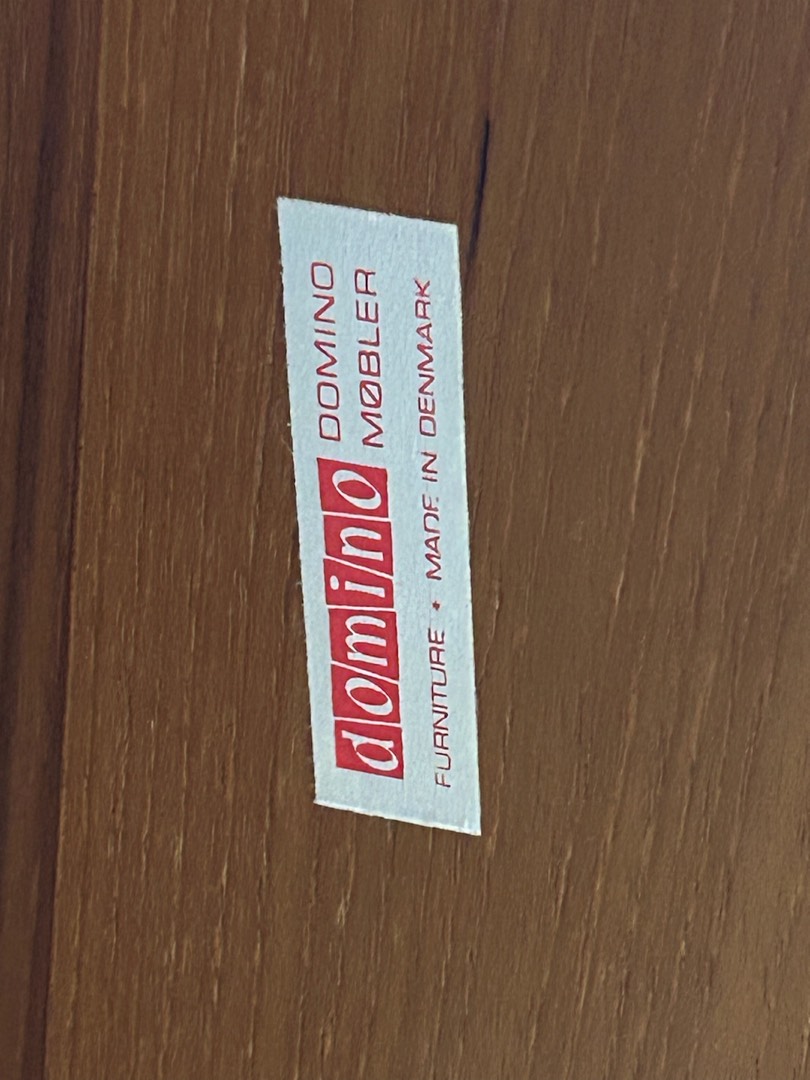 domino
DOMINO
MØBLER
FURNITURE • MADE IN DENMARK